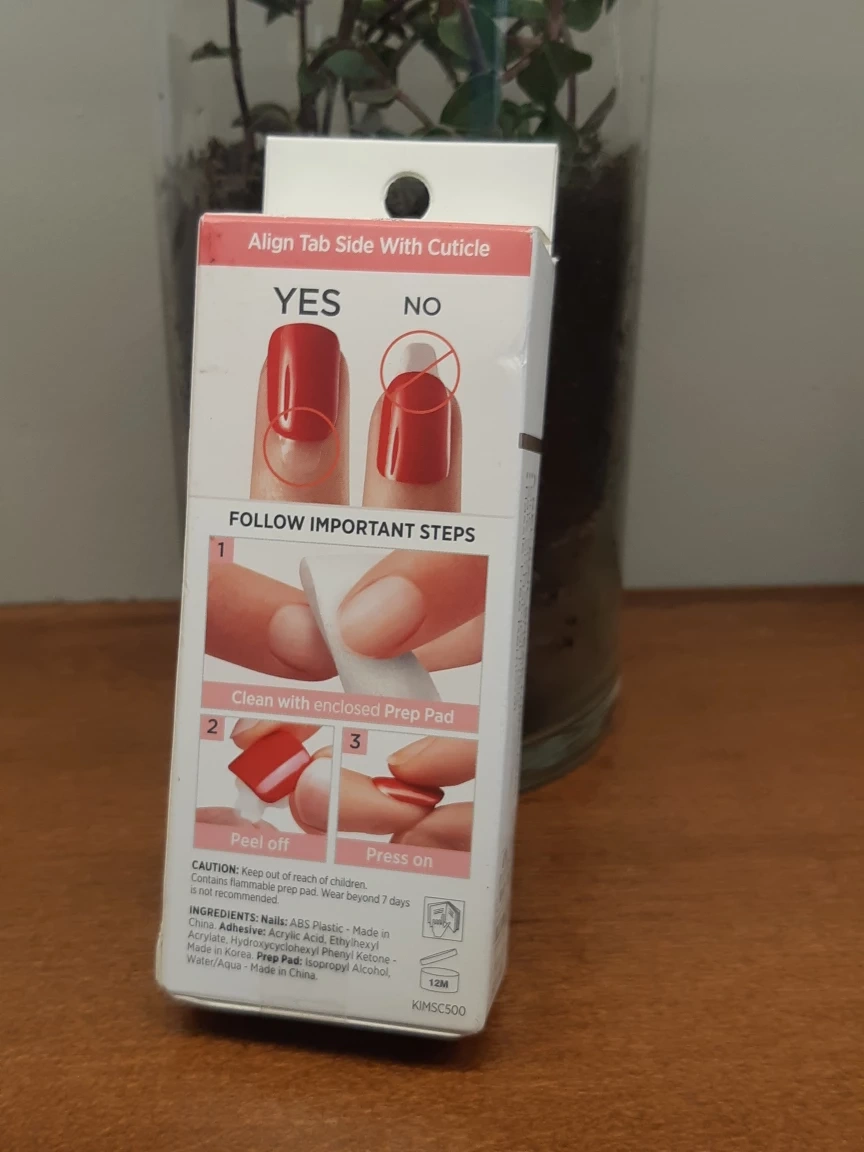 Align Tab Side With Cuticle
YES NO
FOLLOW IMPORTANT STEPS
1
Clean with enclosed Prep Pad
2
Peel off
3
Press on
CAUTION: Keep out of reach of children.
Contains flammable prep pad. Wear beyond 7 days
is not recommended.
INGREDIENTS: Nails: ABS Plastic - Made in
China. Adhesive: Acrylic Acid, Ethylhexyl
Acrylate, Hydroxycyclohexyl Phenyl Ketone -
Made in Korea. Prep Pad: Isopropyl Alcohol,
Water/Aqua - Made in China.
12M
KIMSC500